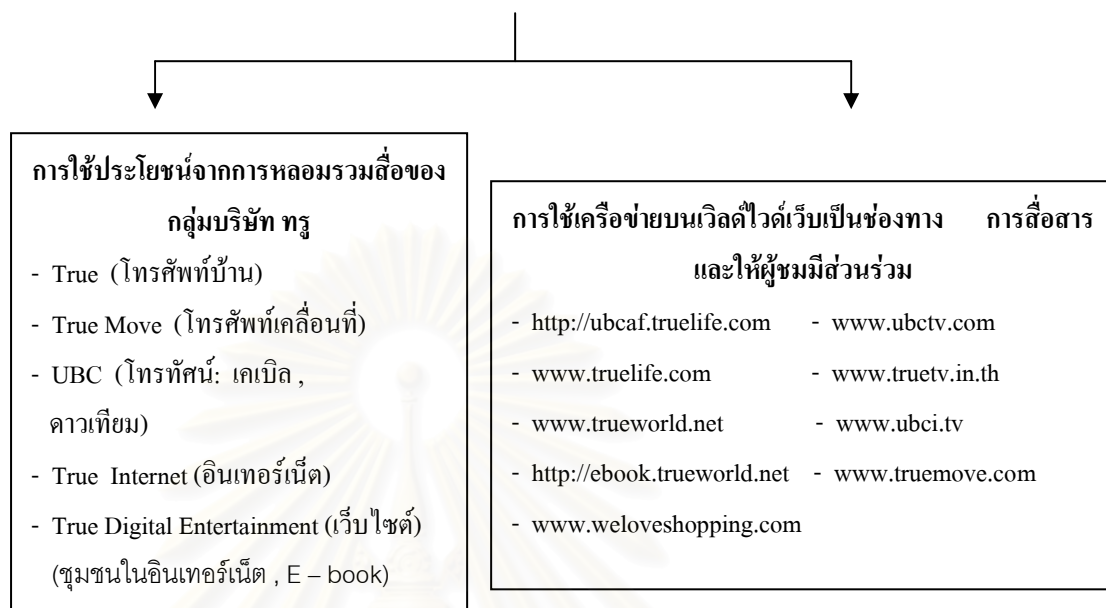 การใช้ประโยชน์จากการหลอมรวมสื่อของ
กลุ่มบริษัท ทรู
- True (โทรศัพท์บ้าน)
- True Move (โทรศัพท์เคลื่อนที่)
- UBC (โทรทัศน์: เคเบิล ,
ดาวเทียม)
- True Internet (อินเทอร์เน็ต)
- True Digital Entertainment (เว็บไซต์)
(ชุมชนในอินเทอร์เน็ต , E – book)
การใช้เครือข่ายบนเวิลด์ไวด์เว็บเป็นช่องทาง การสื่อสาร
และให้ผู้ชมมีส่วนร่วม
- http://ubcaf.truelife.com - www.ubctv.com
- www.truelife.com - www.truetv.in.th
- www.trueworld.net - www.ubci.tv
- http://ebook.trueworld.net - www.truemove.com
- www.weloveshopping.com